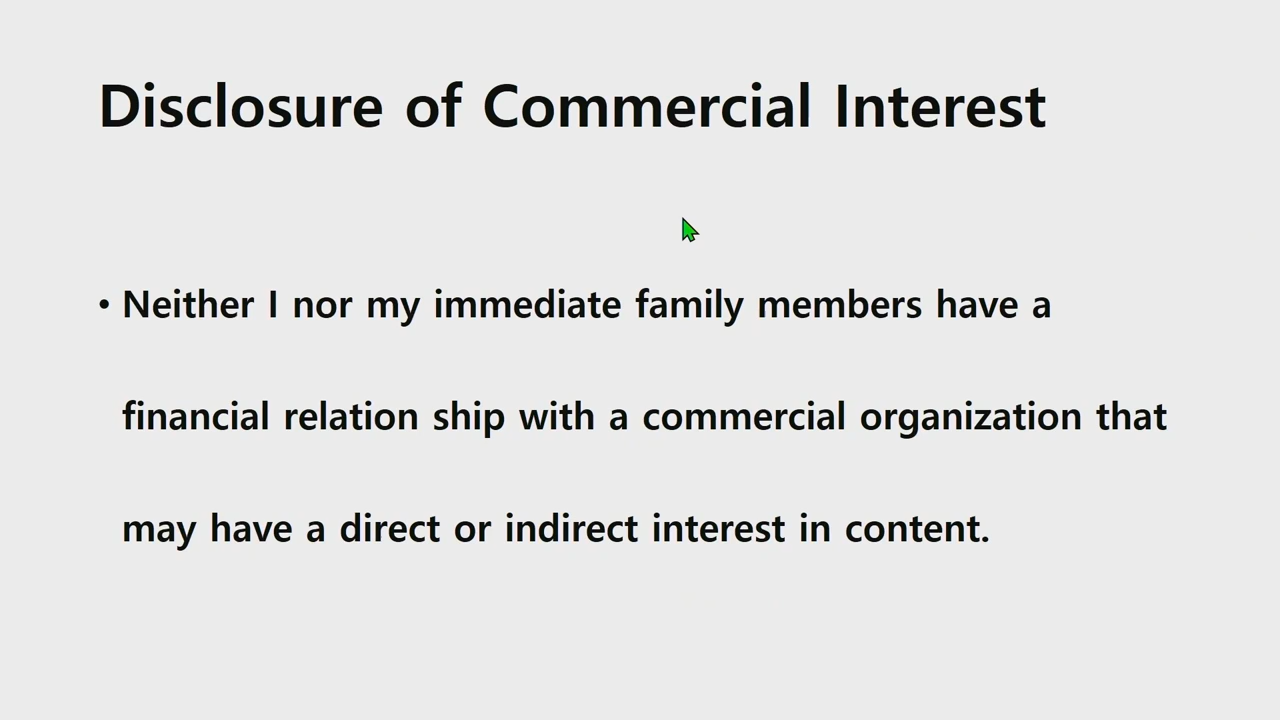 Disclosure of Commercial Interest
• Neither I nor my immediate family members have a
financial relation ship with a commercial organization that
may have a direct or indirect interest in content.